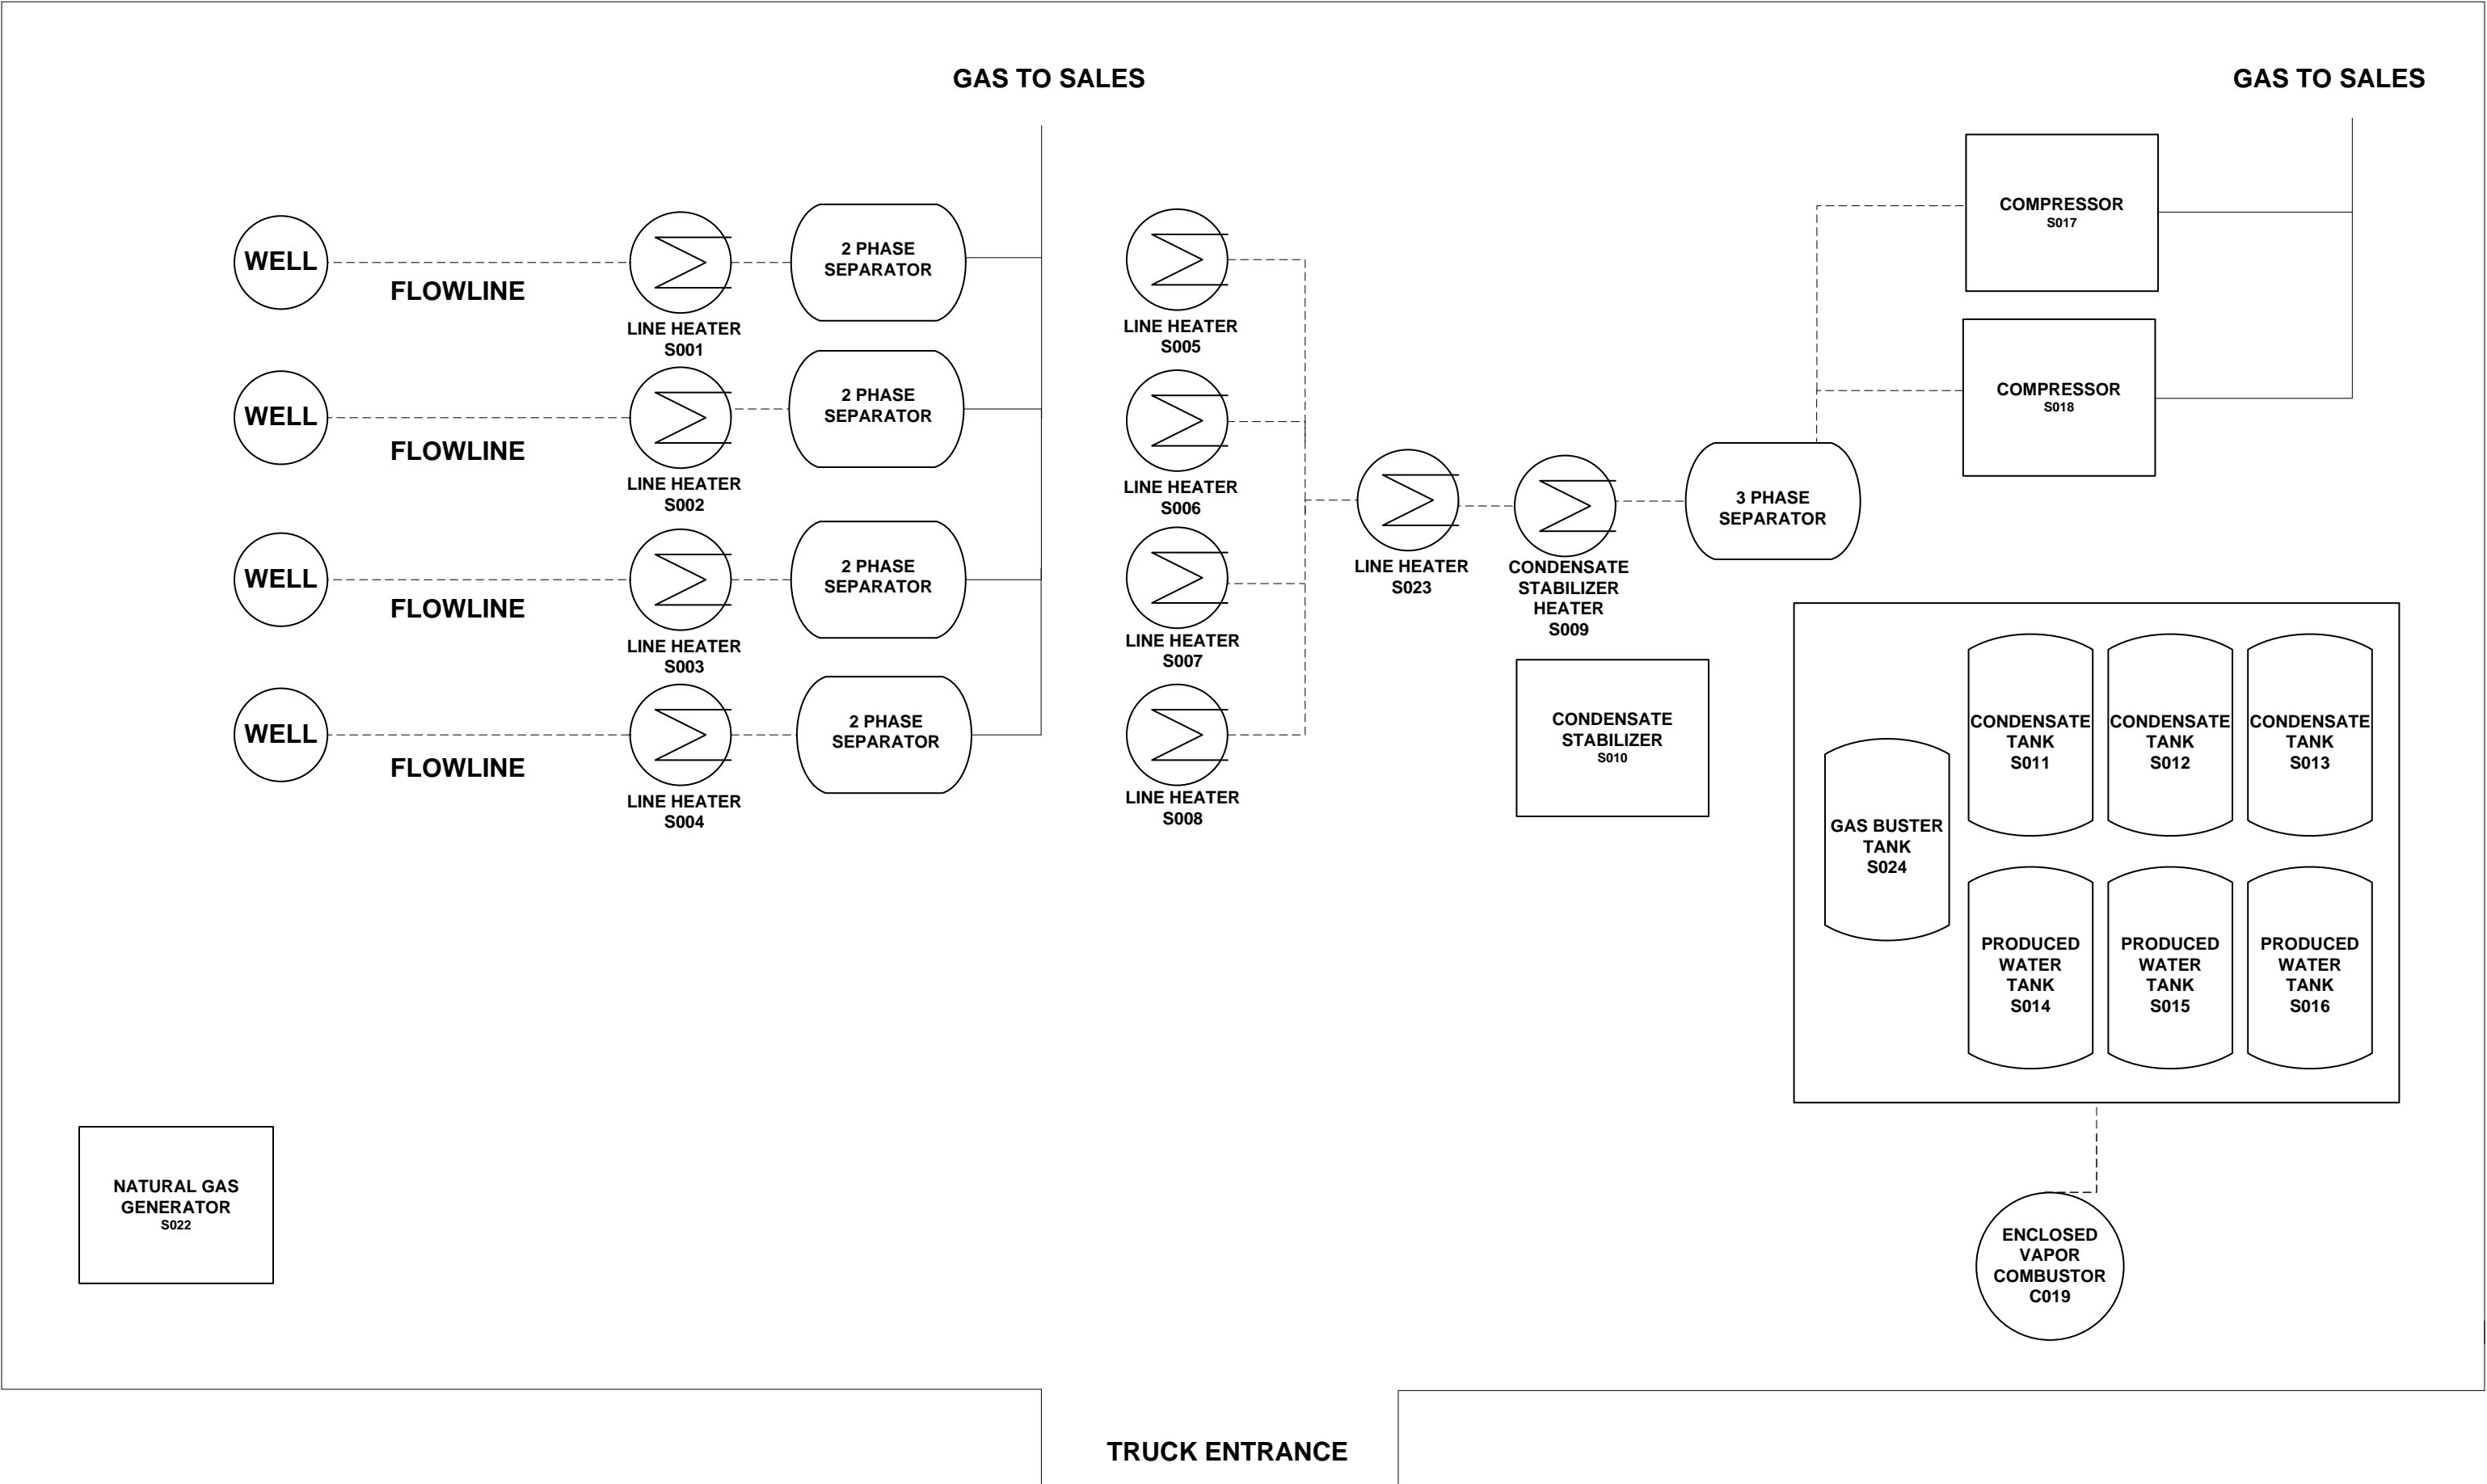 GAS TO SALES
GAS TO SALES
WELL
FLOWLINE
LINE HEATER
S001
2 PHASE
SEPARATOR
WELL
FLOWLINE
LINE HEATER
S002
2 PHASE
SEPARATOR
WELL
FLOWLINE
LINE HEATER
S003
2 PHASE
SEPARATOR
WELL
FLOWLINE
LINE HEATER
S004
2 PHASE
SEPARATOR
LINE HEATER
S005
LINE HEATER
S006
LINE HEATER
S007
LINE HEATER
S008
LINE HEATER
S023
CONDENSATE
STABILIZER
HEATER
S009
3 PHASE
SEPARATOR
COMPRESSOR
S017
COMPRESSOR
S018
CONDENSATE
STABILIZER
S010
GAS BUSTER
TANK
S024
CONDENSATE
TANK
S011
CONDENSATE
TANK
S012
CONDENSATE
TANK
S013
PRODUCED
WATER
TANK
S014
PRODUCED
WATER
TANK
S015
PRODUCED
WATER
TANK
S016
NATURAL GAS
GENERATOR
S022
ENCLOSED
VAPOR
COMBUSTOR
C019
TRUCK ENTRANCE